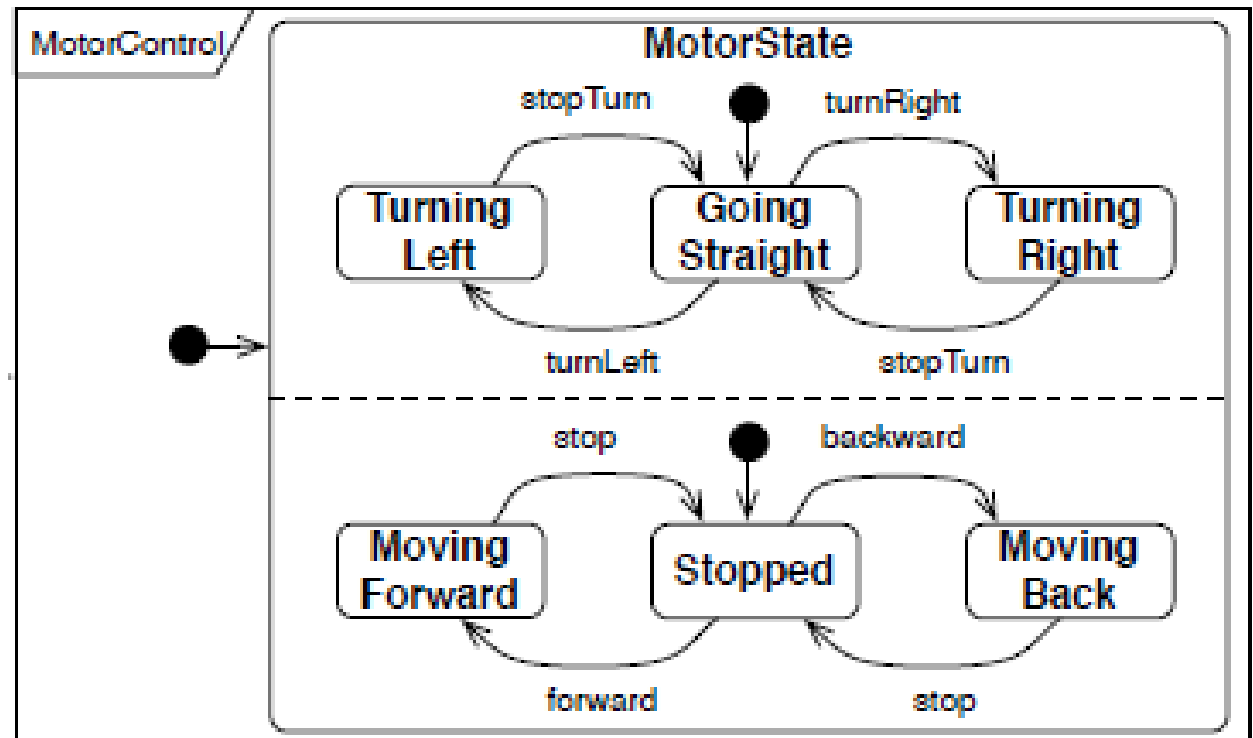 MotorControl
MotorState
stopTurn
turnRight
Turning
Left
Going
Straight
Turning
Right
turnLeft
stopTurn
stop
backward
Moving
Forward
Stopped
Moving
Back
forward
stop